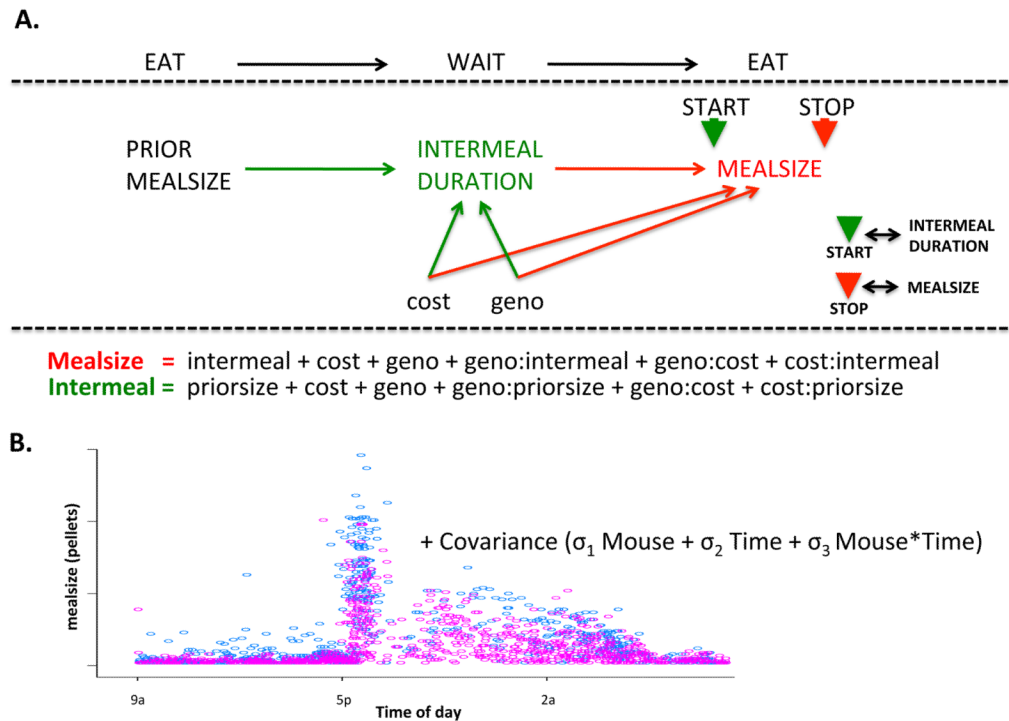 A.
EAT WAIT EAT
START STOP
PRIOR MEALSIZE
INTERMEAL DURATION
MEALSIZE
START INTERMEAL DURATION
STOP MEALSIZE
cost geno
Mealsize = intermeal + cost + geno + geno:intermeal + geno:cost + cost:intermeal
Intermeal = priorsize + cost + geno + geno:priorsize + geno:cost + cost:priorsize
B.
mealsize (pellets)
+ Covariance (σ₁ Mouse + σ₂ Time + σ₃ Mouse*Time)
9a 5p 2a
Time of day